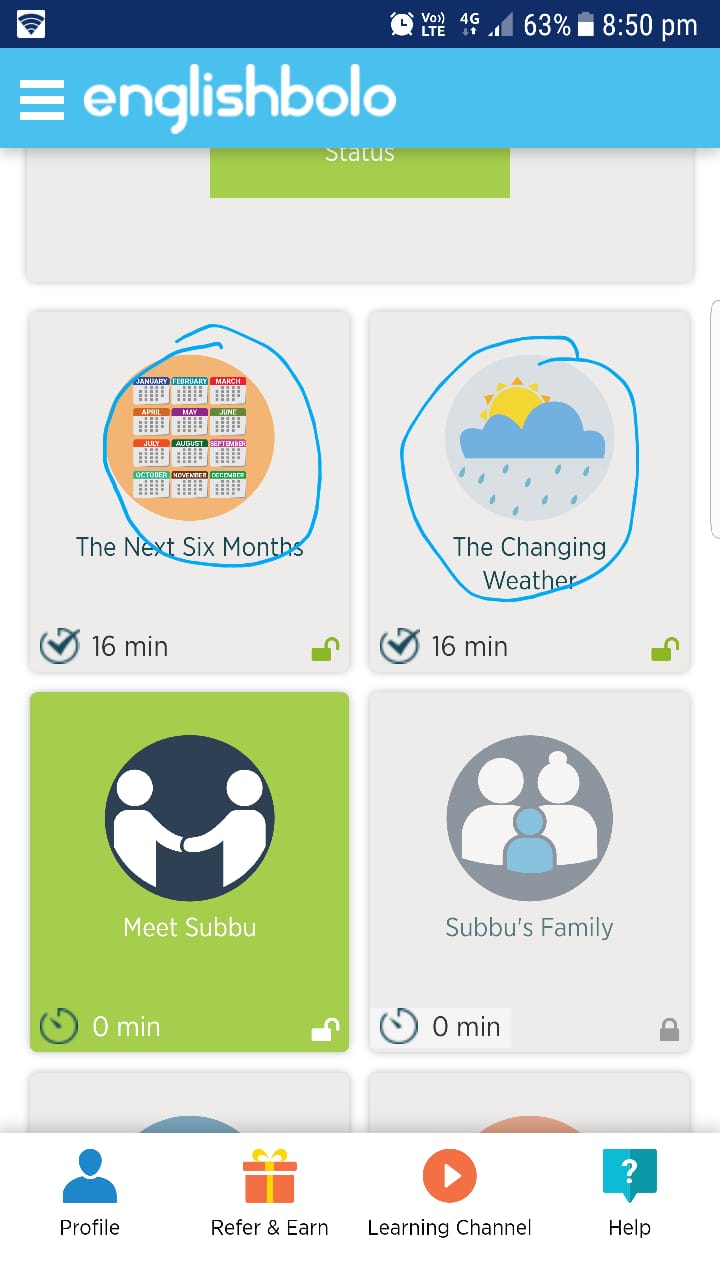 Vo)) LTE 4G 63% 8:50 pm
englishbolo
Status
JANUARY FEBRUARY MARCH
APRIL MAY JUNE
JULY AUGUST SEPTEMBER
OCTOBER NOVEMBER DECEMBER
The Next Six Months
16 min
The Changing
Weather
16 min
Meet Subbu
0 min
Subbu's Family
0 min
Profile
Refer & Earn
Learning Channel
?
Help